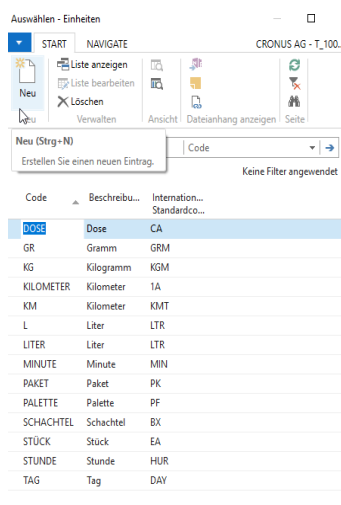 Auswählen - Einheiten
START NAVIGATE CRONUS AG - T_100..
Neu
Liste anzeigen
Liste bearbeiten
Löschen
Verwalten Ansicht Dateianhang anzeigen Seite
Neu (Strg+N)
Erstellen Sie einen neuen Eintrag.
Code
Keine Filter angewendet
Code Beschreibu... Internation... Standardco...
DOSE Dose CA
GR Gramm GRM
KG Kilogramm KGM
KILOMETER Kilometer 1A
KM Kilometer KMT
L Liter LTR
LITER Liter LTR
MINUTE Minute MIN
PAKET Paket PK
PALETTE Palette PF
SCHACHTEL Schachtel BX
STÜCK Stück EA
STUNDE Stunde HUR
TAG Tag DAY